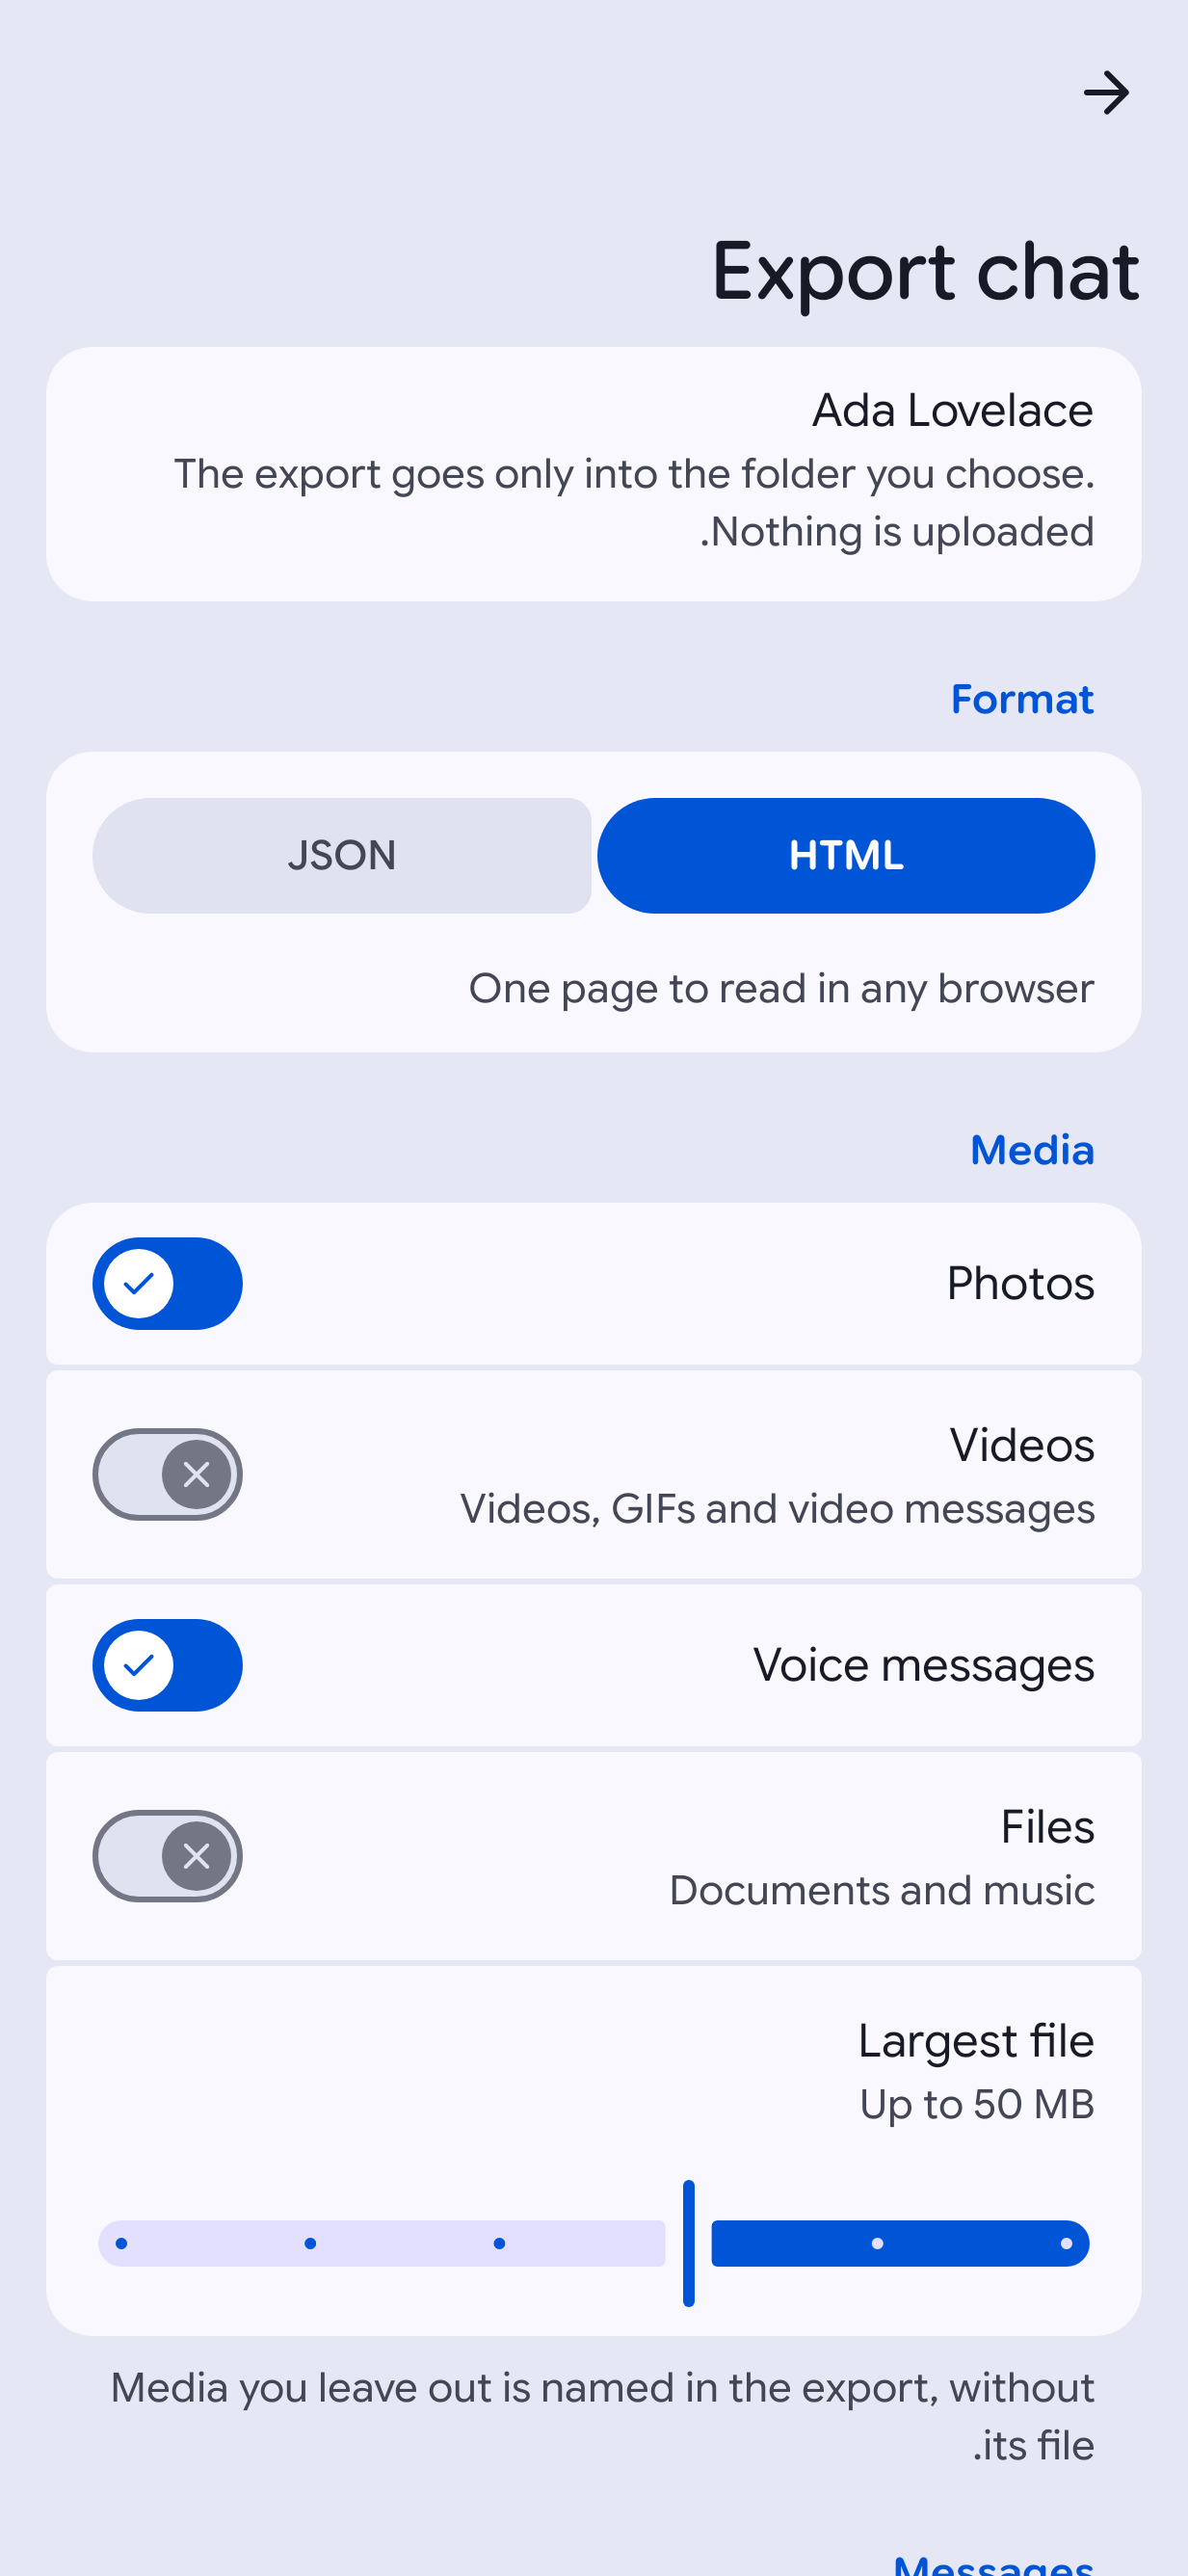 Export chat
Ada Lovelace
The export goes only into the folder you choose.
Nothing is uploaded.
Format
HTML
JSON
One page to read in any browser
Media
Photos
Videos
Videos, GIFs and video messages
Voice messages
Files
Documents and music
Largest file
Up to 50 MB
Media you leave out is named in the export, without
its file.
Messages